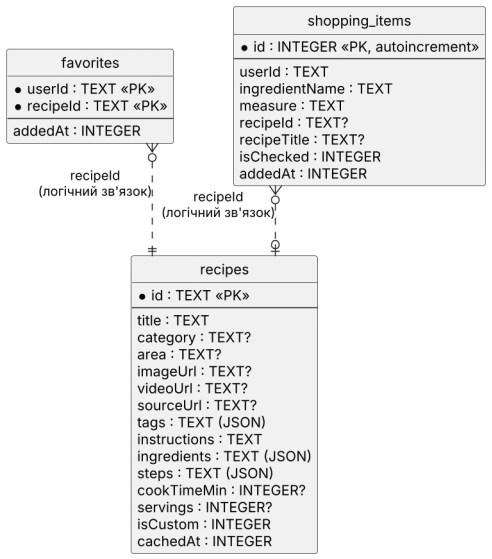 favorites
userId : TEXT «PK»
recipeId : TEXT «PK»
addedAt : INTEGER
shopping_items
id : INTEGER «PK, autoincrement»
userId : TEXT
ingredientName : TEXT
measure : TEXT
recipeId : TEXT?
recipeTitle : TEXT?
isChecked : INTEGER
addedAt : INTEGER
recipeId
(логічний зв'язок)
recipeId
(логічний зв'язок)
recipes
id : TEXT «PK»
title : TEXT
category : TEXT?
area : TEXT?
imageUrl : TEXT?
videoUrl : TEXT?
sourceUrl : TEXT?
tags : TEXT (JSON)
instructions : TEXT
ingredients : TEXT (JSON)
steps : TEXT (JSON)
cookTimeMin : INTEGER?
servings : INTEGER?
isCustom : INTEGER
cachedAt : INTEGER